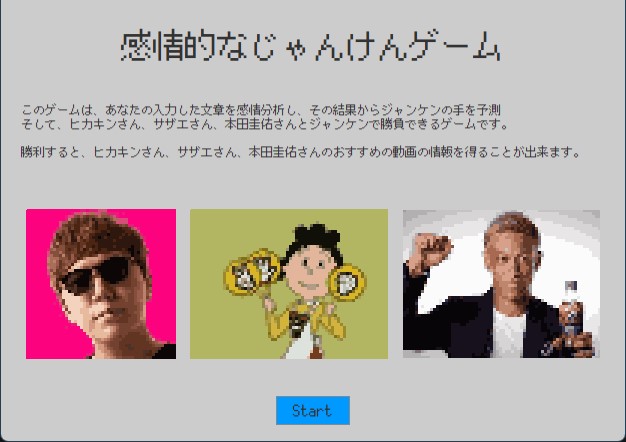 感情的なじゃんけんゲーム
このゲームは、あなたの入力した文章を感情分析し、その結果からジャンケンの手を予測
そして、ヒカキンさん、サザエさん、本田圭佑さんとジャンケンで勝負できるゲームです。
勝利すると、ヒカキンさん、サザエさん、本田圭佑さんのおすすめの動画の情報を得ることが出来ます。
Start